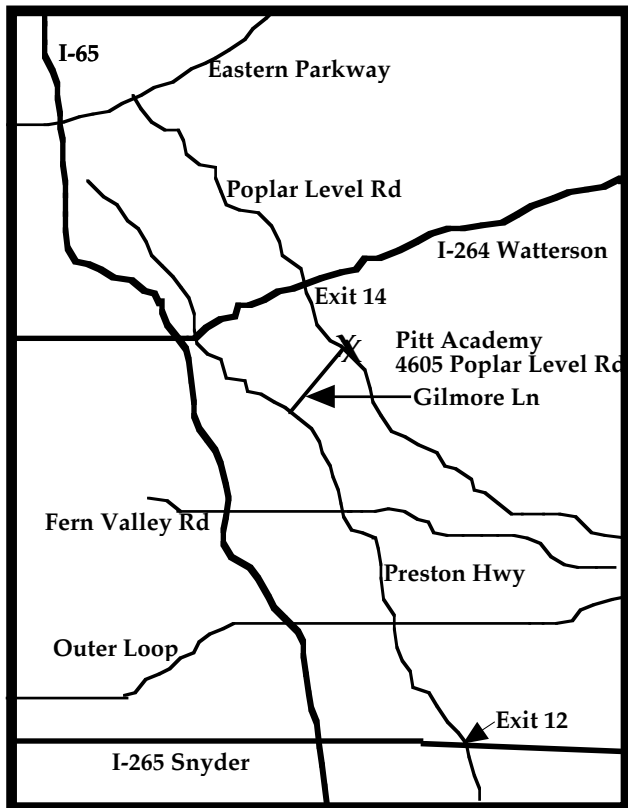 I-65
Eastern Parkway
Poplar Level Rd
I-264 Watterson
Exit 14
X
Pitt Academy
4605 Poplar Level Rd
Gilmore Ln
Fern Valley Rd
Preston Hwy
Outer Loop
Exit 12
I-265 Snyder